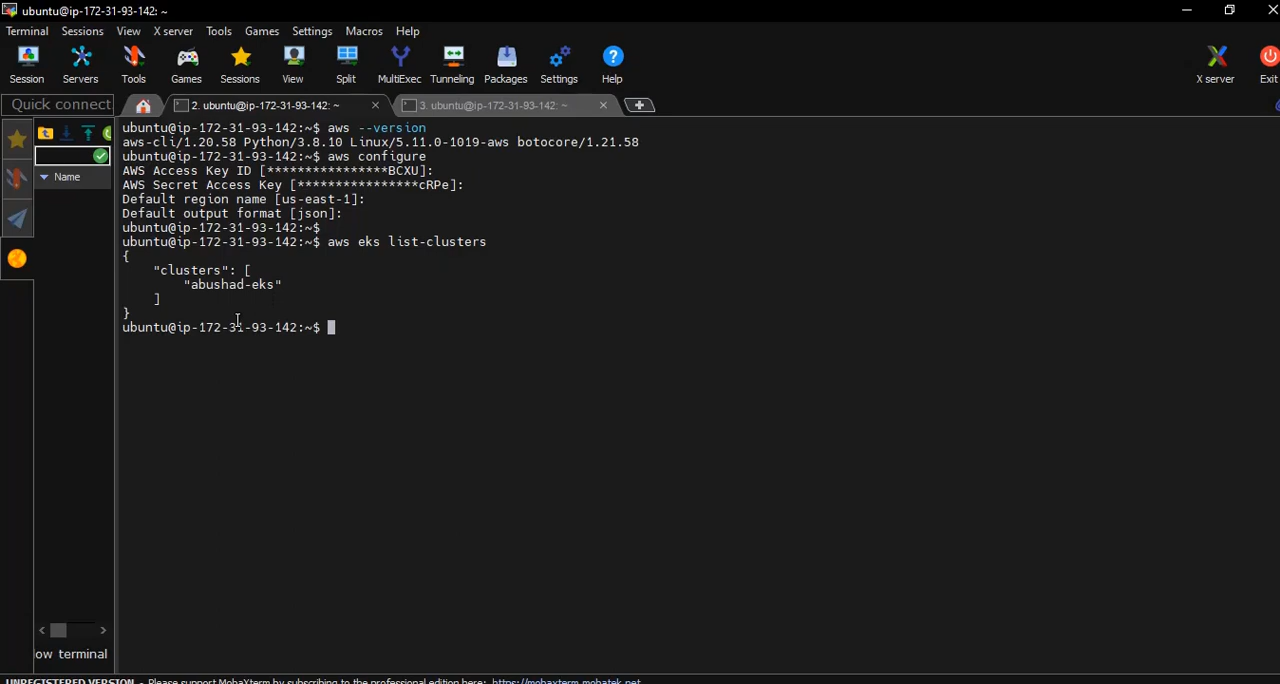 ubuntu@ip-172-31-93-142: ~
Terminal Sessions View X server Tools Games Settings Macros Help
Session Servers Tools Games Sessions View Split MultiExec Tunneling Packages Settings Help X server Exit
Quick connect 2. ubuntu@ip-172-31-93-142: ~ 3. ubuntu@ip-172-31-93-142: ~
Name
ubuntu@ip-172-31-93-142:~$ aws --version
aws-cli/1.20.58 Python/3.8.10 Linux/5.11.0-1019-aws botocore/1.21.58
ubuntu@ip-172-31-93-142:~$ aws configure
AWS Access Key ID [****************BCXU]:
AWS Secret Access Key [****************cRPe]:
Default region name [us-east-1]:
Default output format [json]:
ubuntu@ip-172-31-93-142:~$
ubuntu@ip-172-31-93-142:~$ aws eks list-clusters
{
    "clusters": [
        "abushad-eks"
    ]
}
ubuntu@ip-172-31-93-142:~$
ow terminal
UNREGISTERED VERSION - Please support MobaXterm by subscribing to the professional edition here: https://mobaxterm.mobatek.net